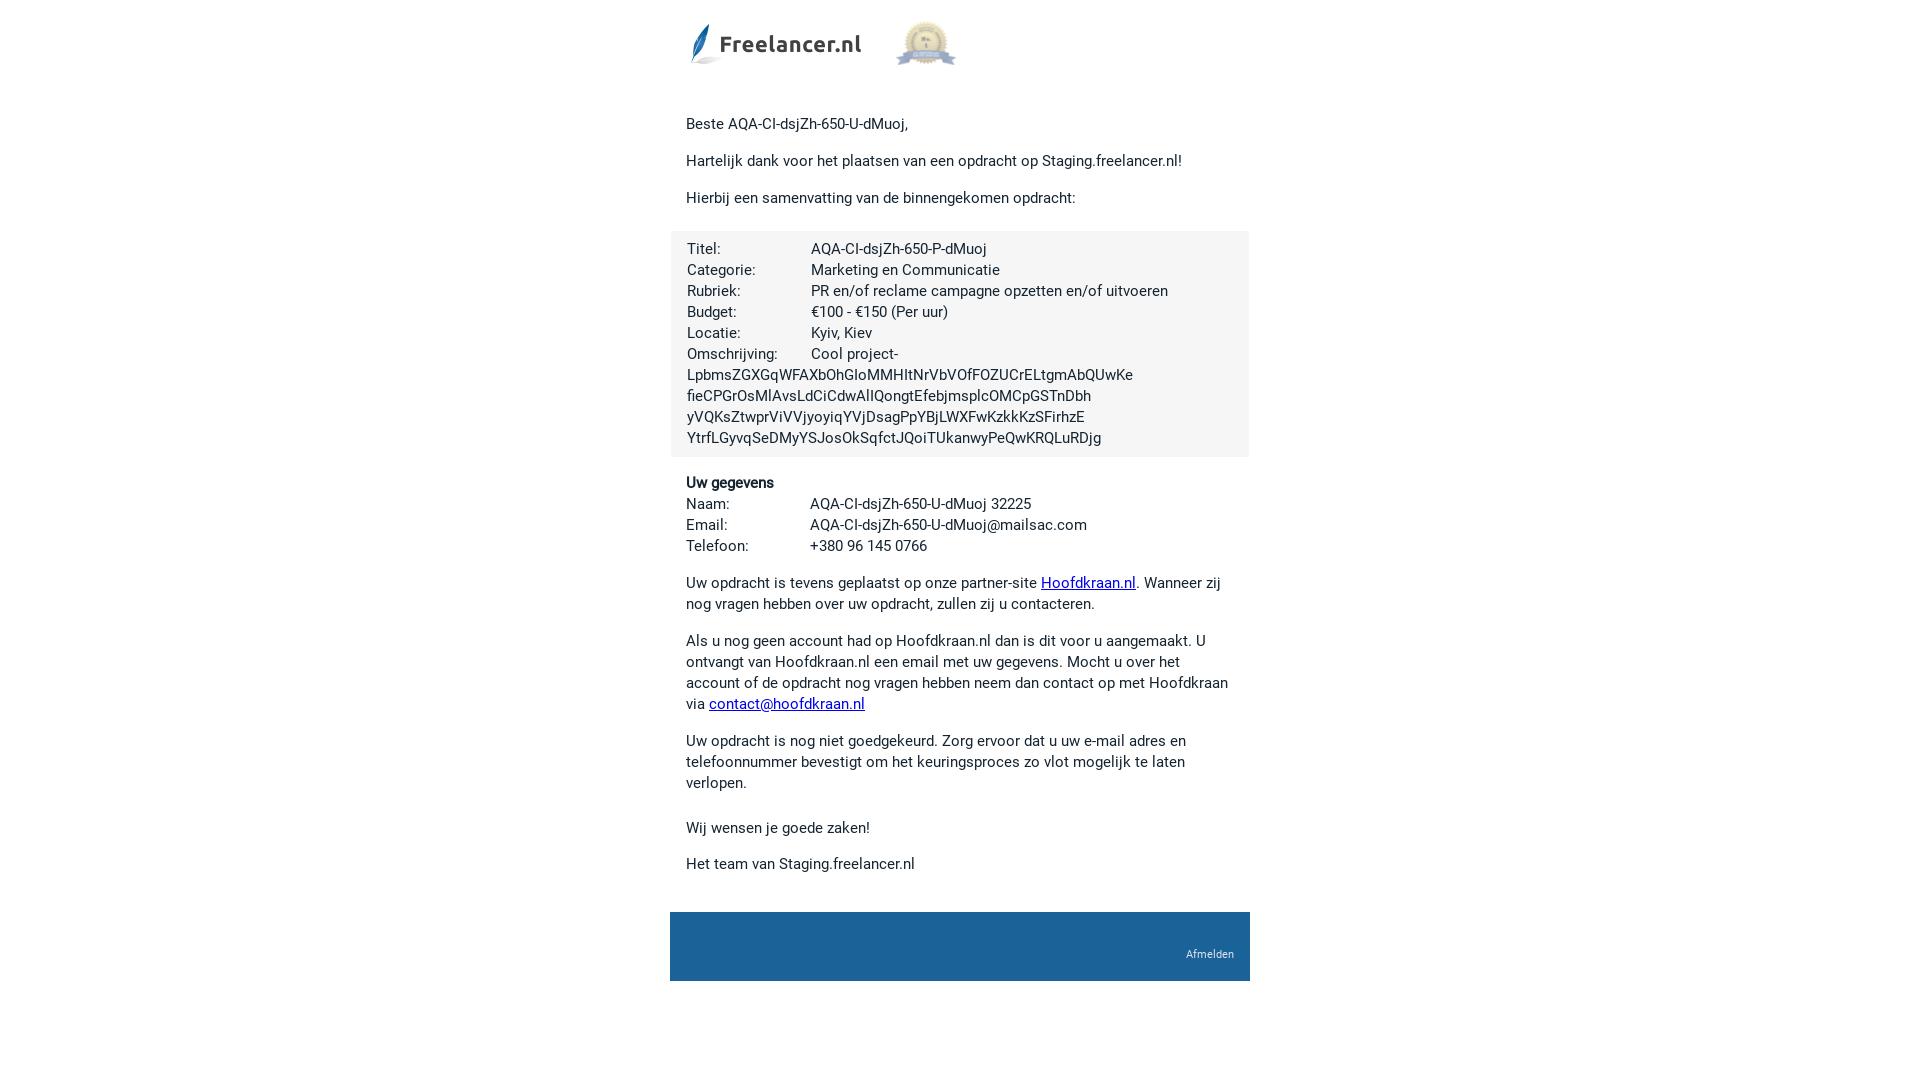 Freelancer.nl
Beste AQA-CI-dsjZh-650-U-dMuoj,
Hartelijk dank voor het plaatsen van een opdracht op Staging.freelancer.nl!
Hierbij een samenvatting van de binnengekomen opdracht:
Titel: AQA-CI-dsjZh-650-P-dMuoj
Categorie: Marketing en Communicatie
Rubriek: PR en/of reclame campagne opzetten en/of uitvoeren
Budget: €100 - €150 (Per uur)
Locatie: Kyiv, Kiev
Omschrijving: Cool project-
LpbmsZGXGqWFAXbOhGIoMMHItNrVbVOfFOZUCrELtgmAbQUwKe
fieCPGrOsMlAvsLdCiCdwAlIQongtEfebjmsplcOMCpGSTnDbh
yVQKsZtwprViVVjyoyiqYVjDsagPpYBjLWXFwKzkkKzSFirhzE
YtrfLGyvqSeDMyYSJosOkSqfctJQoiTUkanwyPeQwKRQLuRDjg
Uw gegevens
Naam: AQA-CI-dsjZh-650-U-dMuoj 32225
Email: AQA-CI-dsjZh-650-U-dMuoj@mailsac.com
Telefoon: +380 96 145 0766
Uw opdracht is tevens geplaatst op onze partner-site Hoofdkraan.nl. Wanneer zij
nog vragen hebben over uw opdracht, zullen zij u contacteren.
Als u nog geen account had op Hoofdkraan.nl dan is dit voor u aangemaakt. U
ontvangt van Hoofdkraan.nl een email met uw gegevens. Mocht u over het
account of de opdracht nog vragen hebben neem dan contact op met Hoofdkraan
via contact@hoofdkraan.nl
Uw opdracht is nog niet goedgekeurd. Zorg ervoor dat u uw e-mail adres en
telefoonnummer bevestigt om het keuringsproces zo vlot mogelijk te laten
verlopen.
Wij wensen je goede zaken!
Het team van Staging.freelancer.nl
Afmelden